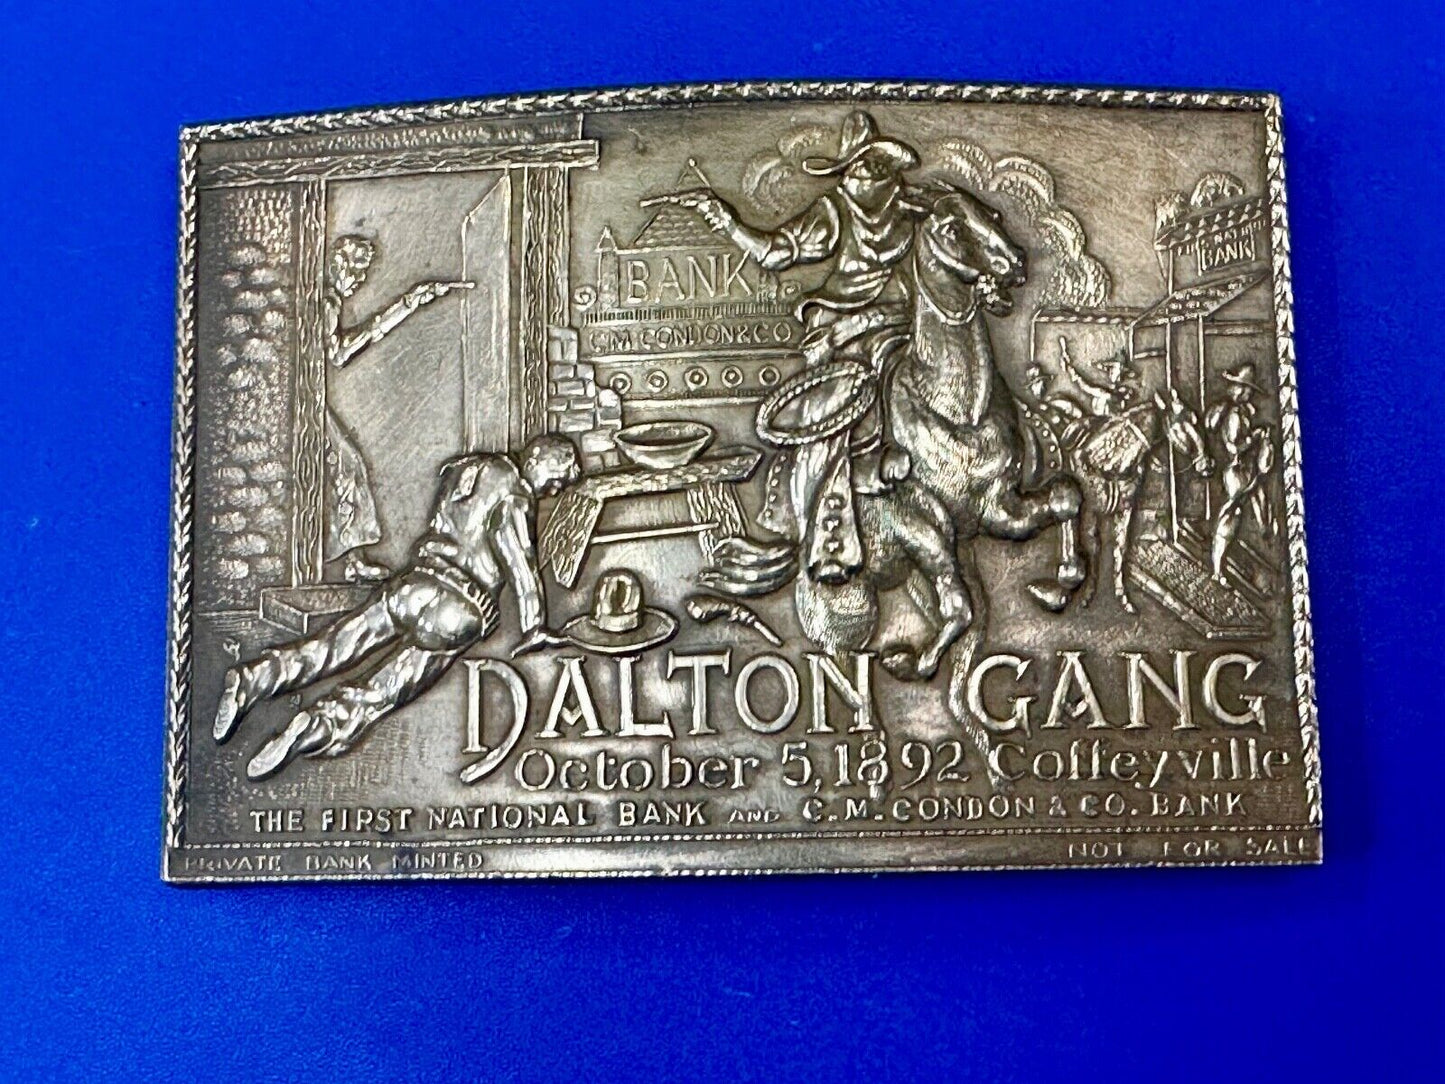 BANK
C.M. CONDON & CO
BANK
DALTON GANG
October 5, 1892 Coffeyville
THE FIRST NATIONAL BANK AND C.M. CONDON & CO. BANK
PRIVATE BANK MINTED
NOT FOR SALE